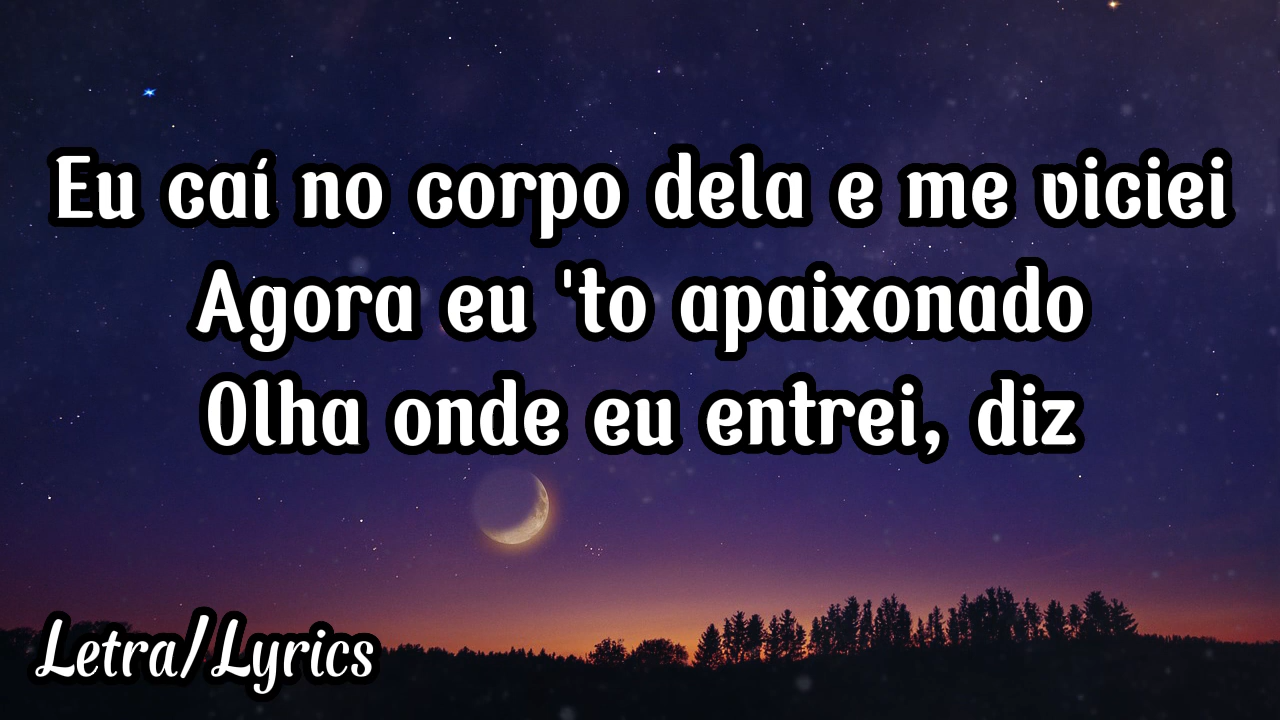 Eu caí no corpo dela e me viciei
Agora eu 'to apaixonado
Olha onde eu entrei, diz
Letra/Lyrics